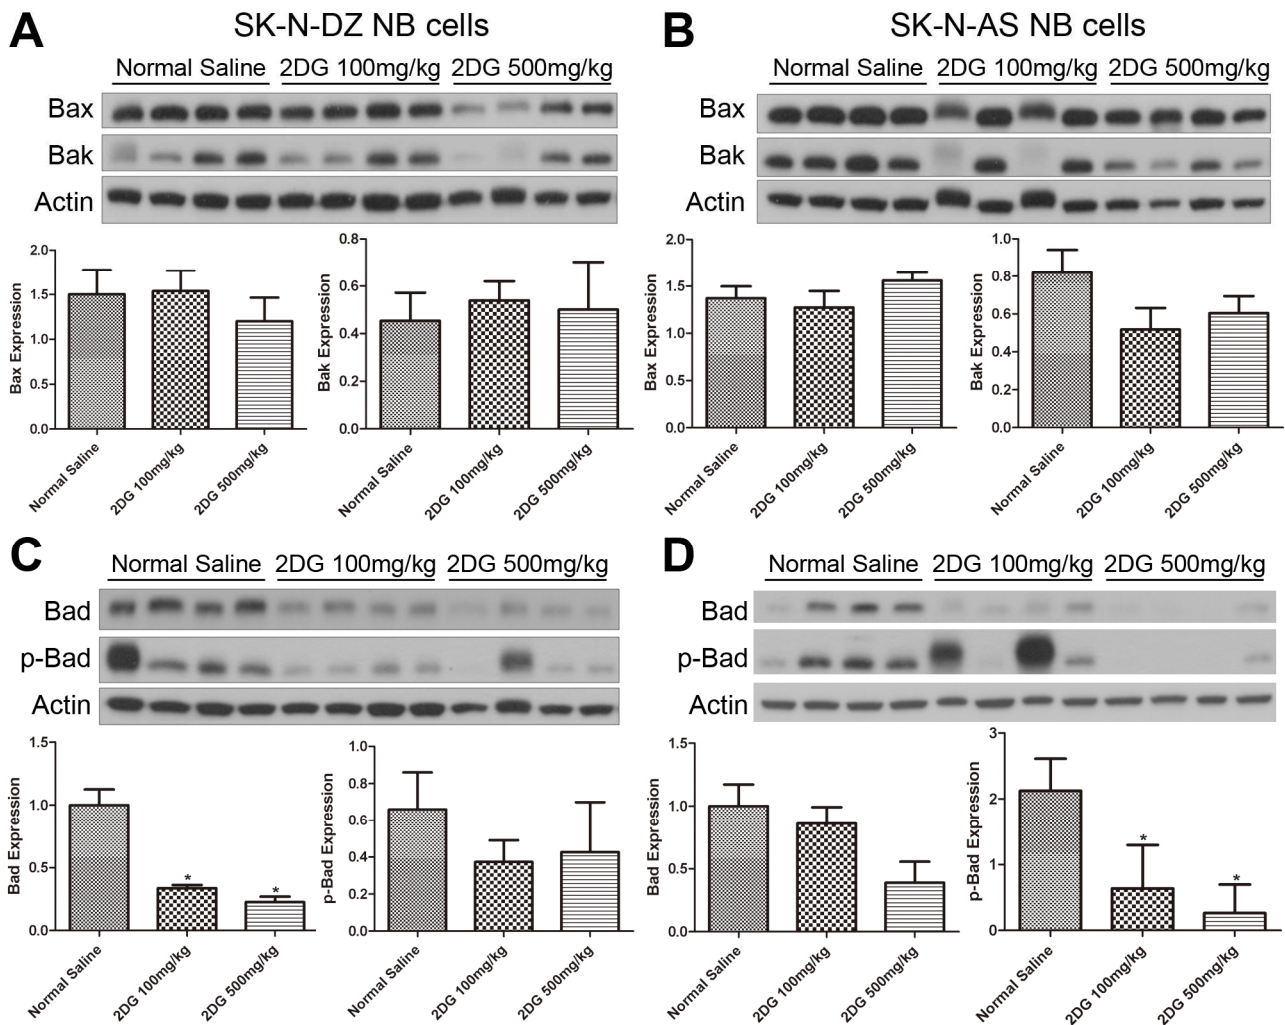 A
SK-N-DZ NB cells
Normal Saline 2DG 100mg/kg 2DG 500mg/kg
Bax
Bak
Actin
2.0
1.5
1.0
0.5
0.0
Bax Expression
Normal Saline
2DG 100mg/kg
2DG 500mg/kg
0.8
0.6
0.4
0.2
0.0
Bak Expression
Normal Saline
2DG 100mg/kg
2DG 500mg/kg
B
SK-N-AS NB cells
Normal Saline 2DG 100mg/kg 2DG 500mg/kg
Bax
Bak
Actin
2.0
1.5
1.0
0.5
0.0
Bax Expression
Normal Saline
2DG 100mg/kg
2DG 500mg/kg
1.0
0.8
0.6
0.4
0.2
0.0
Bak Expression
Normal Saline
2DG 100mg/kg
2DG 500mg/kg
C
Normal Saline 2DG 100mg/kg 2DG 500mg/kg
Bad
p-Bad
Actin
1.5
1.0
0.5
0.0
Bad Expression
*
*
Normal Saline
2DG 100mg/kg
2DG 500mg/kg
1.0
0.8
0.6
0.4
0.2
0.0
p-Bad Expression
Normal Saline
2DG 100mg/kg
2DG 500mg/kg
D
Normal Saline 2DG 100mg/kg 2DG 500mg/kg
Bad
p-Bad
Actin
1.5
1.0
0.5
0.0
Bad Expression
Normal Saline
2DG 100mg/kg
2DG 500mg/kg
3
2
1
0
p-Bad Expression
*
*
Normal Saline
2DG 100mg/kg
2DG 500mg/kg